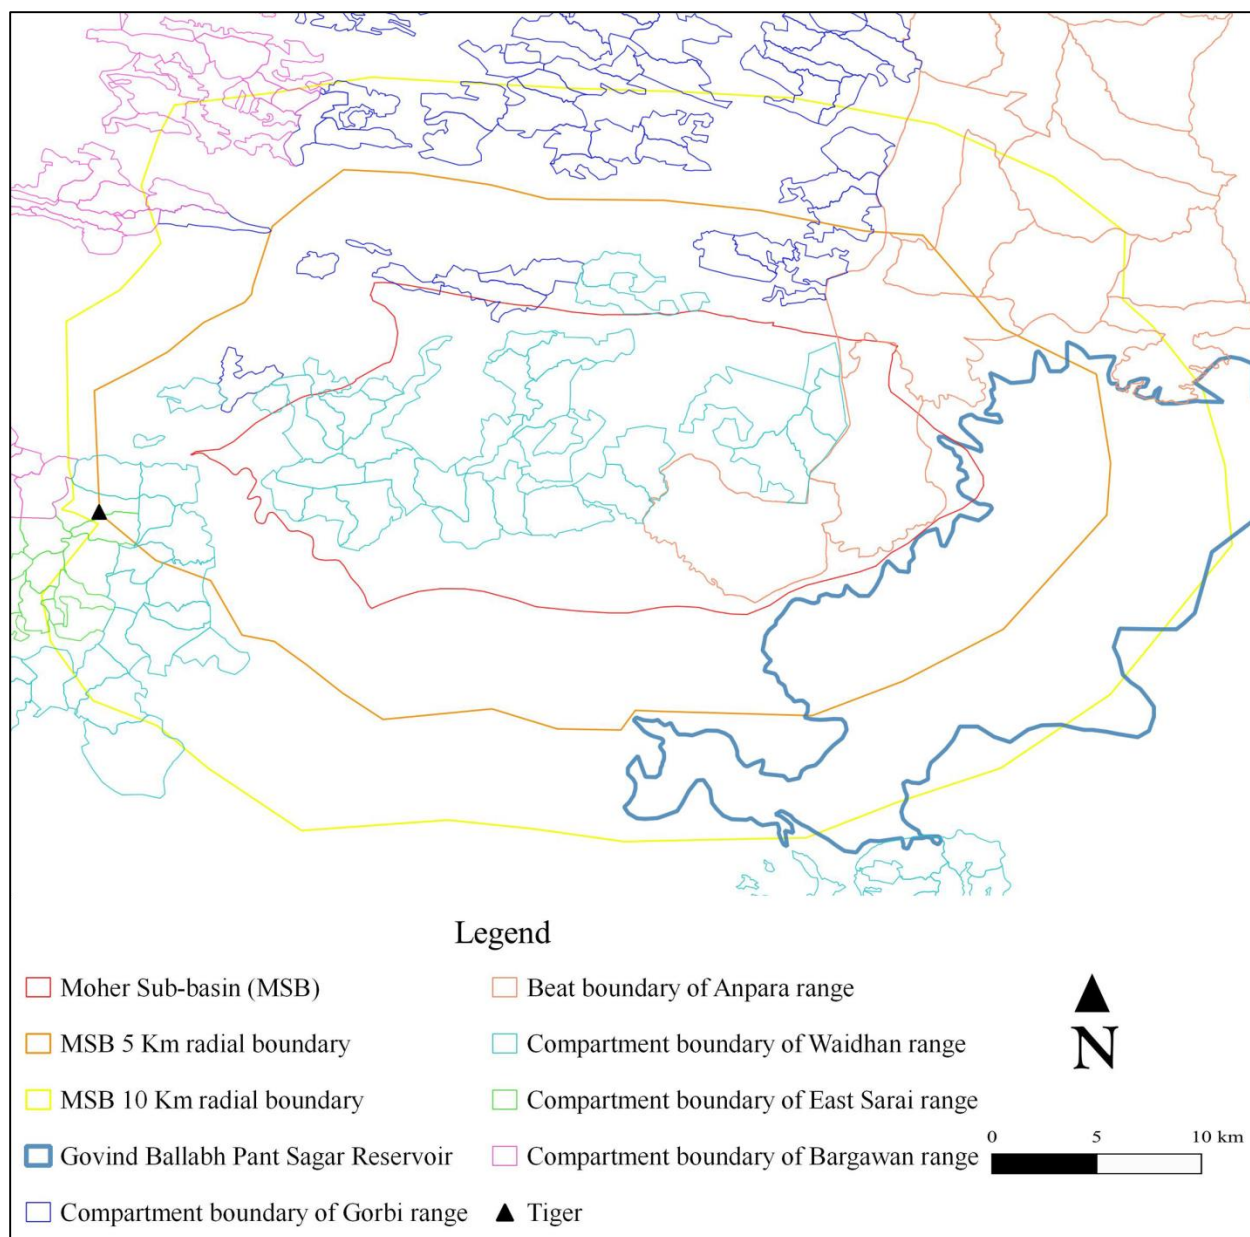 Legend
Moher Sub-basin (MSB)
MSB 5 Km radial boundary
MSB 10 Km radial boundary
Govind Ballabh Pant Sagar Reservoir
Compartment boundary of Gorbi range
Beat boundary of Anpara range
Compartment boundary of Waidhan range
Compartment boundary of East Sarai range
Compartment boundary of Bargawan range
Tiger
N
0 5 10 km